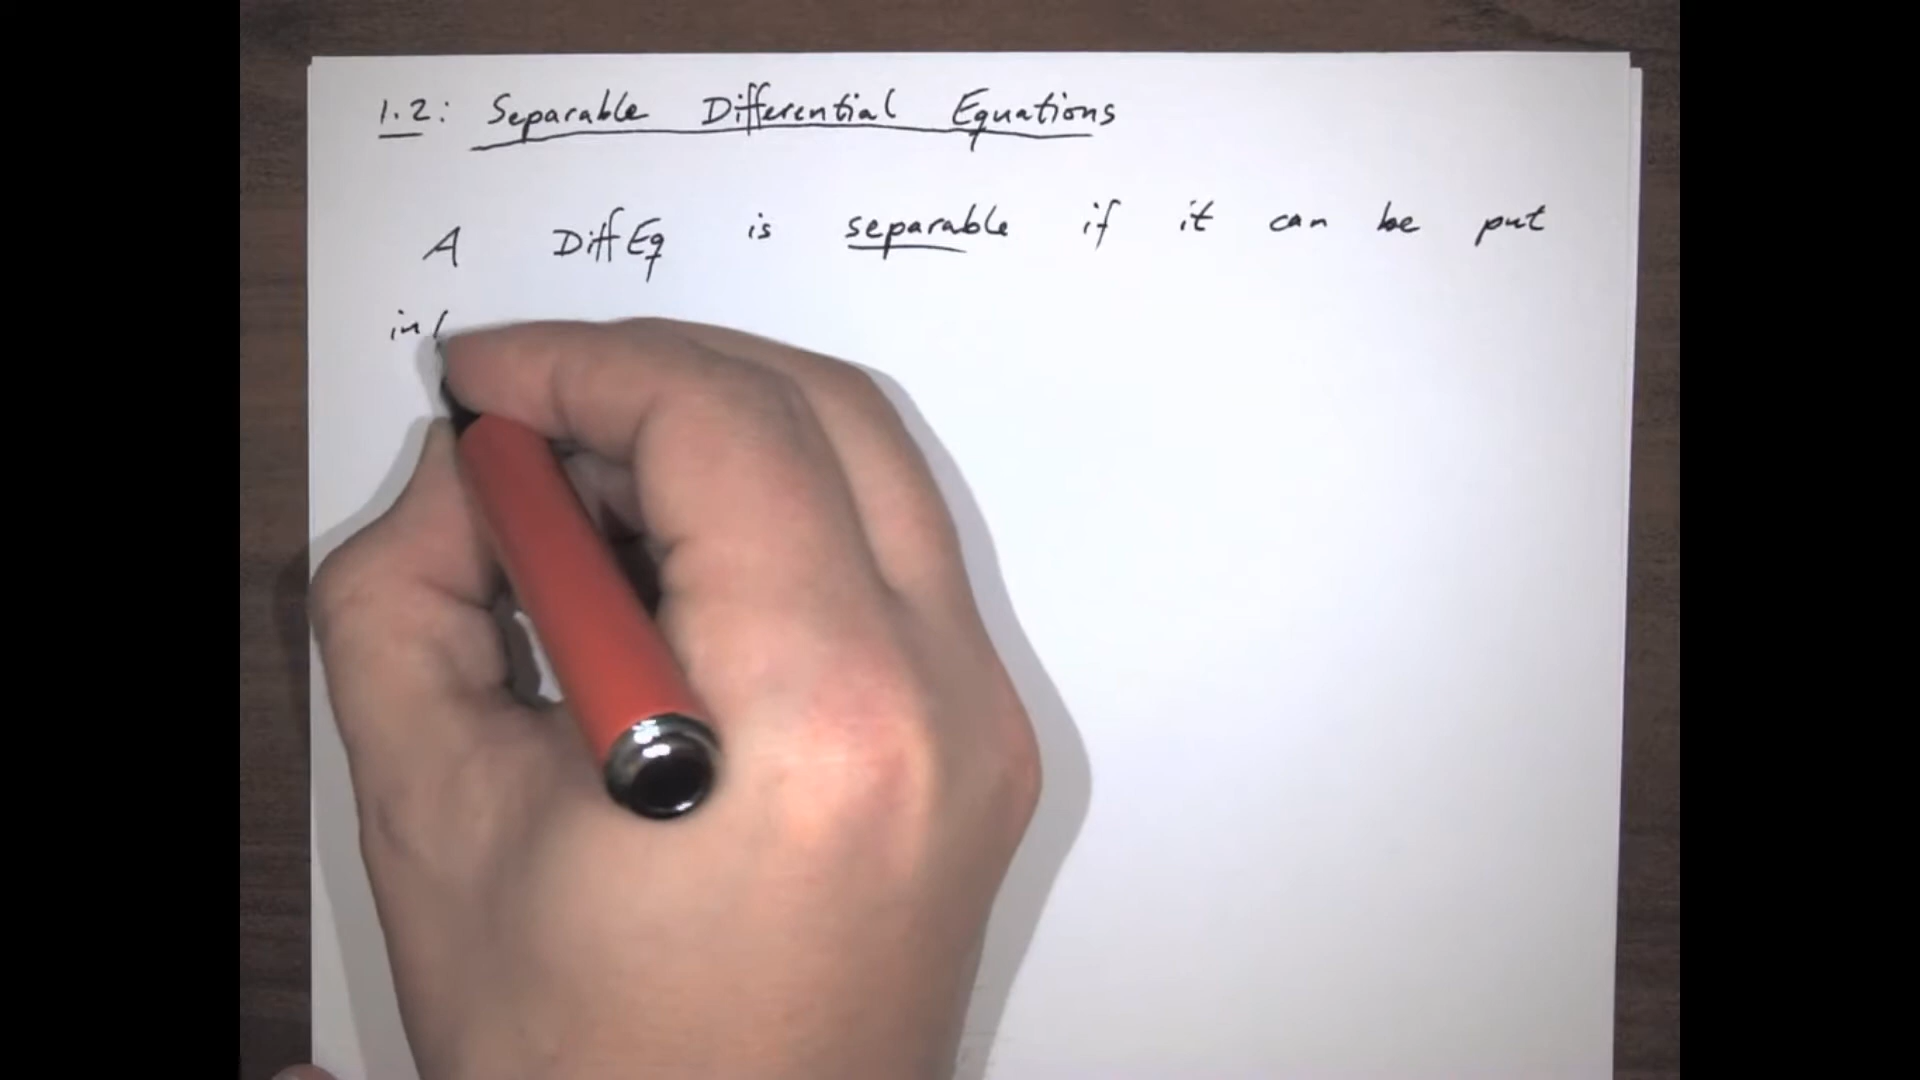 1.2: Separable Differential Equations
A DiffEq is separable if it can be put